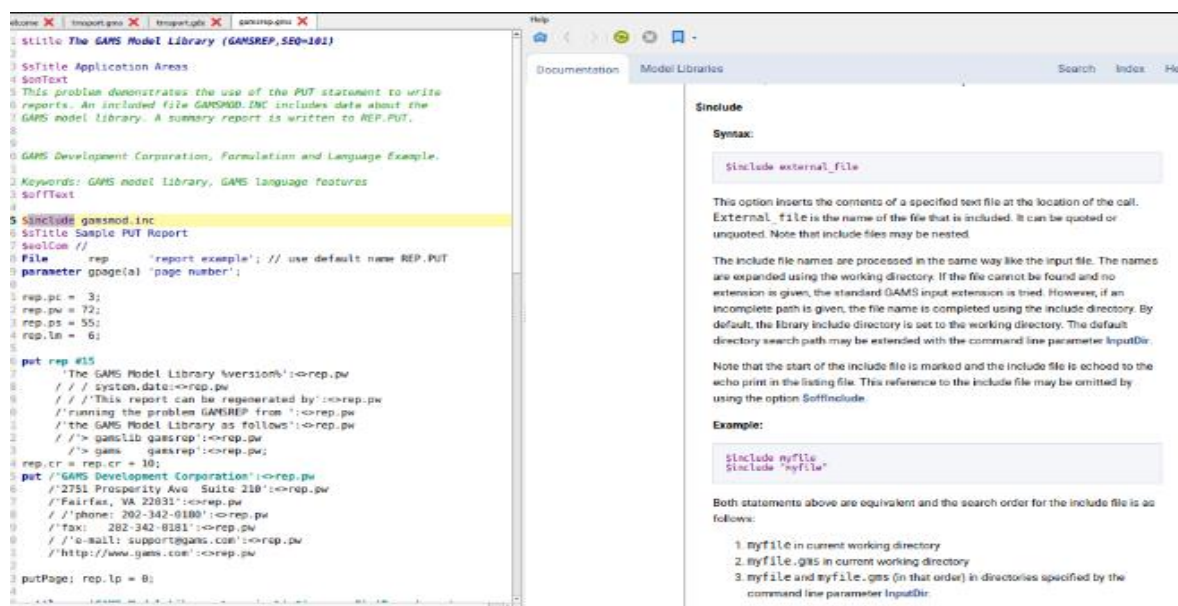 elcome
trnsport.gms
trnsport.gdx
gamsrep.gms
$title The GAMS Model Library (GAMSREP,SEQ=101)
$sTitle Application Areas
$onText
This problem demonstrates the use of the PUT statement to write
reports. An included file GAMSMOD.INC includes data about the
GAMS model library. A summary report is written to REP.PUT.
GAMS Development Corporation, Formulation and Language Example.
Keywords: GAMS model library, GAMS language features
$offText
$include gamsmod.inc
$sTitle Sample PUT Report
$eolCom //
File rep 'report example'; // use default name REP.PUT
parameter gpage(a) 'page number';
rep.pc = 3;
rep.pw = 72;
rep.ps = 55;
rep.lm = 6;
put rep #15
'The GAMS Model Library %version%':<>rep.pw
/ / / system.date:<>rep.pw
/ / /'This report can be regenerated by':<>rep.pw
/'running the problem GAMSREP from ':<>rep.pw
/'the GAMS Model Library as follows':<>rep.pw
/ /'> gamslib gamsrep':<>rep.pw
/'> gams gamsrep':<>rep.pw;
rep.cr = rep.cr + 10;
put /'GAMS Development Corporation':<>rep.pw
/'2751 Prosperity Ave Suite 210':<>rep.pw
/'Fairfax, VA 22031':<>rep.pw
/ /'phone: 202-342-0180':<>rep.pw
/'fax: 202-342-0181':<>rep.pw
/ /'e-mail: support@gams.com':<>rep.pw
/'http://www.gams.com':<>rep.pw
putPage; rep.lp = 0;
Help
Documentation Model Libraries Search Index He
$include
Syntax:
$include external_file
This option inserts the contents of a specified text file at the location of the call.
External_file is the name of the file that is included. It can be quoted or
unquoted. Note that include files may be nested.
The include file names are processed in the same way like the input file. The names
are expanded using the working directory. If the file cannot be found and no
extension is given, the standard GAMS input extension is tried. However, if an
incomplete path is given, the file name is completed using the include directory. By
default, the library include directory is set to the working directory. The default
directory search path may be extended with the command line parameter InputDir.
Note that the start of the include file is marked and the include file is echoed to the
echo print in the listing file. This reference to the include file may be omitted by
using the option $offInclude.
Example:
$include myfile
$include "myfile"
Both statements above are equivalent and the search order for the include file is as
follows:
1. myfile in current working directory
2. myfile.gms in current working directory
3. myfile and myfile.gms (in that order) in directories specified by the
command line parameter InputDir.